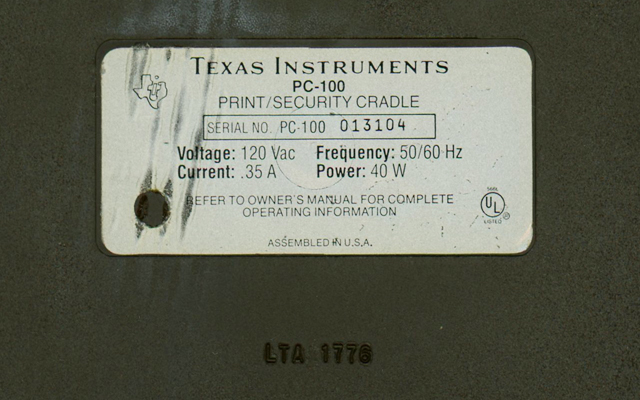 TEXAS INSTRUMENTS
PC-100
PRINT/SECURITY CRADLE
SERIAL NO. PC-100 013104
Voltage: 120 Vac Frequency: 50/60 Hz
Current: .35 A Power: 40 W
REFER TO OWNER'S MANUAL FOR COMPLETE
OPERATING INFORMATION
UL
LISTED
ASSEMBLED IN U.S.A.
LTA 1776